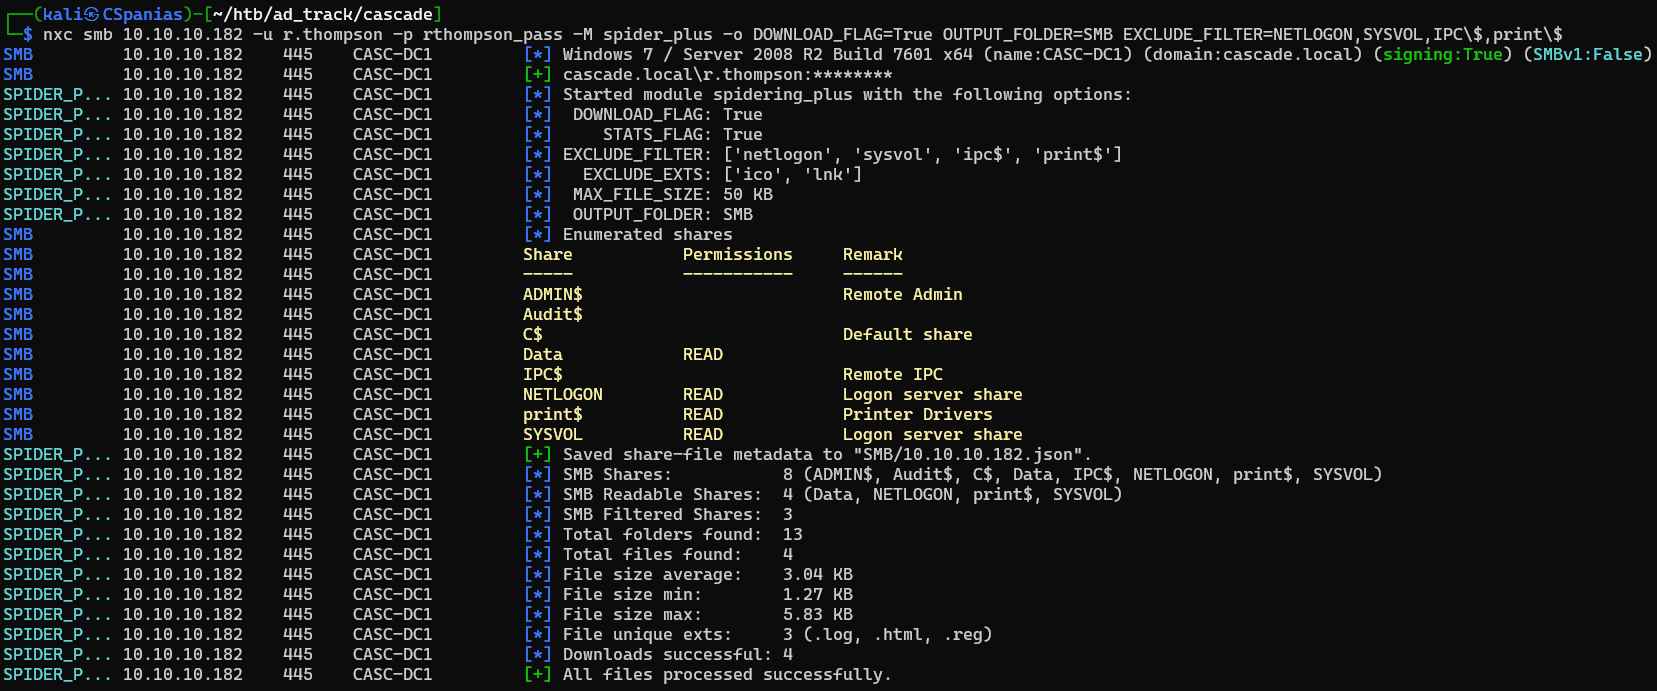 ┌──(kali㉿CSpanias)-[~/htb/ad_track/cascade]
└─$ nxc smb 10.10.10.182 -u r.thompson -p rthompson_pass -M spider_plus -o DOWNLOAD_FLAG=True OUTPUT_FOLDER=SMB EXCLUDE_FILTER=NETLOGON,SYSVOL,IPC\$,print\$
SMB         10.10.10.182    445    CASC-DC1         [*] Windows 7 / Server 2008 R2 Build 7601 x64 (name:CASC-DC1) (domain:cascade.local) (signing:True) (SMBv1:False)
SMB         10.10.10.182    445    CASC-DC1         [+] cascade.local\r.thompson:********
SPIDER_P... 10.10.10.182    445    CASC-DC1         [*] Started module spidering_plus with the following options:
SPIDER_P... 10.10.10.182    445    CASC-DC1         [*]  DOWNLOAD_FLAG: True
SPIDER_P... 10.10.10.182    445    CASC-DC1         [*]     STATS_FLAG: True
SPIDER_P... 10.10.10.182    445    CASC-DC1         [*] EXCLUDE_FILTER: ['netlogon', 'sysvol', 'ipc$', 'print$']
SPIDER_P... 10.10.10.182    445    CASC-DC1         [*]   EXCLUDE_EXTS: ['ico', 'lnk']
SPIDER_P... 10.10.10.182    445    CASC-DC1         [*]  MAX_FILE_SIZE: 50 KB
SPIDER_P... 10.10.10.182    445    CASC-DC1         [*]  OUTPUT_FOLDER: SMB
SMB         10.10.10.182    445    CASC-DC1         [*] Enumerated shares
SMB         10.10.10.182    445    CASC-DC1         Share           Permissions     Remark
SMB         10.10.10.182    445    CASC-DC1         -----           -----------     ------
SMB         10.10.10.182    445    CASC-DC1         ADMIN$                          Remote Admin
SMB         10.10.10.182    445    CASC-DC1         Audit$
SMB         10.10.10.182    445    CASC-DC1         C$                              Default share
SMB         10.10.10.182    445    CASC-DC1         Data            READ
SMB         10.10.10.182    445    CASC-DC1         IPC$                            Remote IPC
SMB         10.10.10.182    445    CASC-DC1         NETLOGON        READ            Logon server share
SMB         10.10.10.182    445    CASC-DC1         print$          READ            Printer Drivers
SMB         10.10.10.182    445    CASC-DC1         SYSVOL          READ            Logon server share
SPIDER_P... 10.10.10.182    445    CASC-DC1         [+] Saved share-file metadata to "SMB/10.10.10.182.json".
SPIDER_P... 10.10.10.182    445    CASC-DC1         [*] SMB Shares:           8 (ADMIN$, Audit$, C$, Data, IPC$, NETLOGON, print$, SYSVOL)
SPIDER_P... 10.10.10.182    445    CASC-DC1         [*] SMB Readable Shares:  4 (Data, NETLOGON, print$, SYSVOL)
SPIDER_P... 10.10.10.182    445    CASC-DC1         [*] SMB Filtered Shares:  3
SPIDER_P... 10.10.10.182    445    CASC-DC1         [*] Total folders found:  13
SPIDER_P... 10.10.10.182    445    CASC-DC1         [*] Total files found:    4
SPIDER_P... 10.10.10.182    445    CASC-DC1         [*] File size average:    3.04 KB
SPIDER_P... 10.10.10.182    445    CASC-DC1         [*] File size min:        1.27 KB
SPIDER_P... 10.10.10.182    445    CASC-DC1         [*] File size max:        5.83 KB
SPIDER_P... 10.10.10.182    445    CASC-DC1         [*] File unique exts:     3 (.log, .html, .reg)
SPIDER_P... 10.10.10.182    445    CASC-DC1         [*] Downloads successful: 4
SPIDER_P... 10.10.10.182    445    CASC-DC1         [+] All files processed successfully.